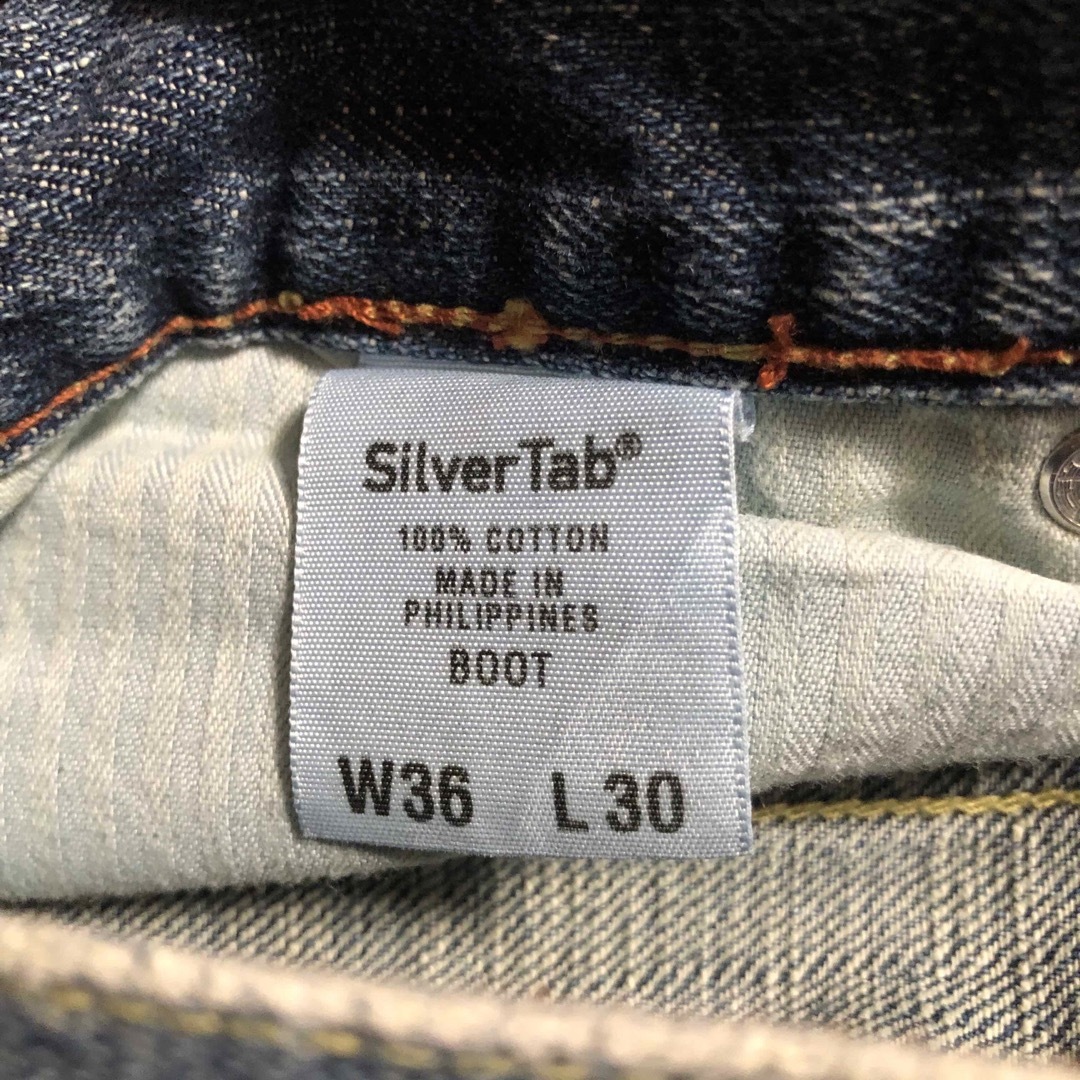 SilverTab®
100% COTTON
MADE IN
PHILIPPINES
BOOT
W36 L30